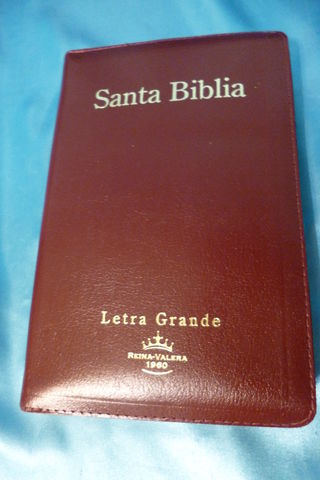 Santa Biblia
Letra Grande
REINA-VALERA
1960